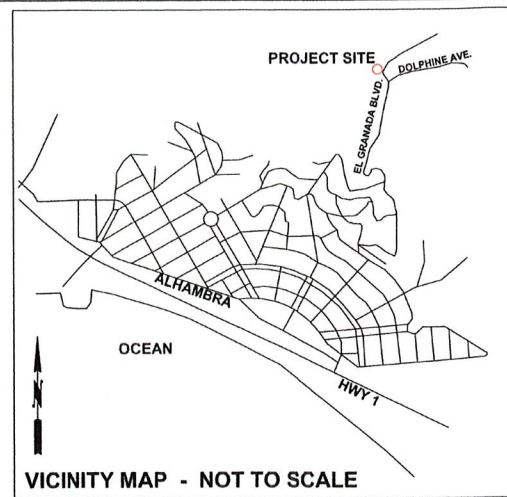 PROJECT SITE
DOLPHINE AVE.
EL GRANADA BLVD.
ALHAMBRA
OCEAN
HWY 1
N
VICINITY MAP - NOT TO SCALE